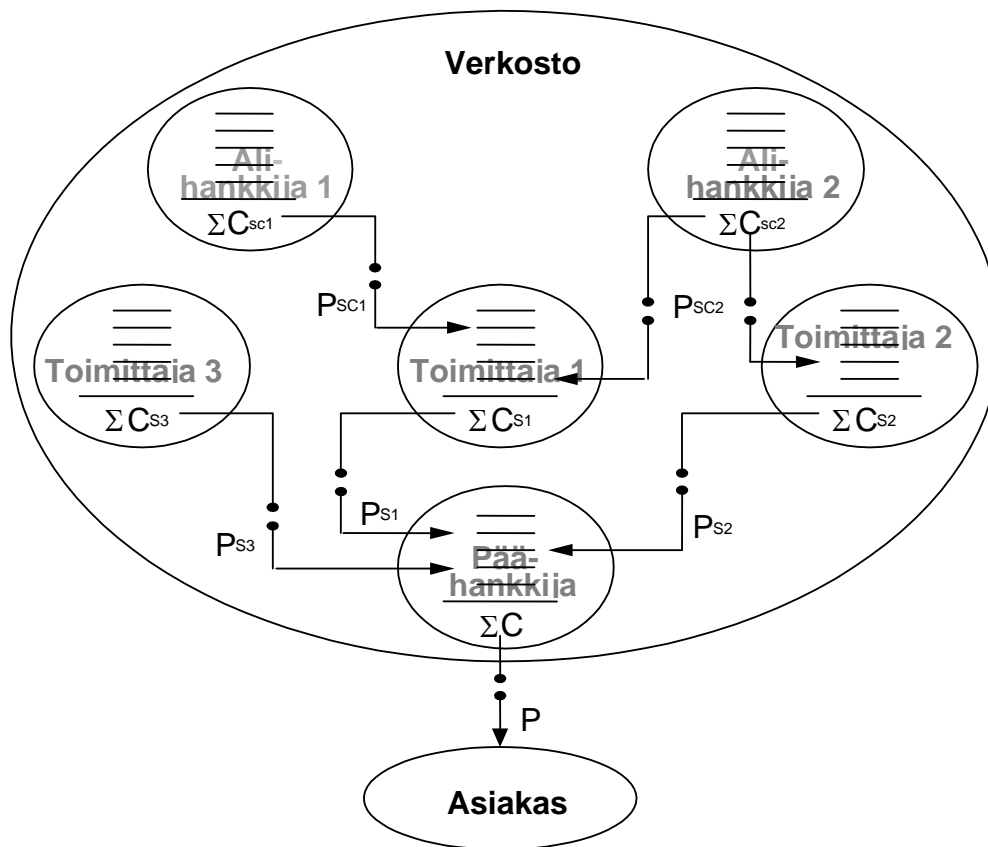 Verkosto
Ali-
hankkija 1
ΣCsc1
Ali-
hankkija 2
ΣCsc2
PSC1
PSC2
Toimittaja 3
ΣCS3
Toimittaja 1
ΣCS1
Toimittaja 2
ΣCS2
PS3
PS1
PS2
Pää-
hankkija
ΣC
P
Asiakas